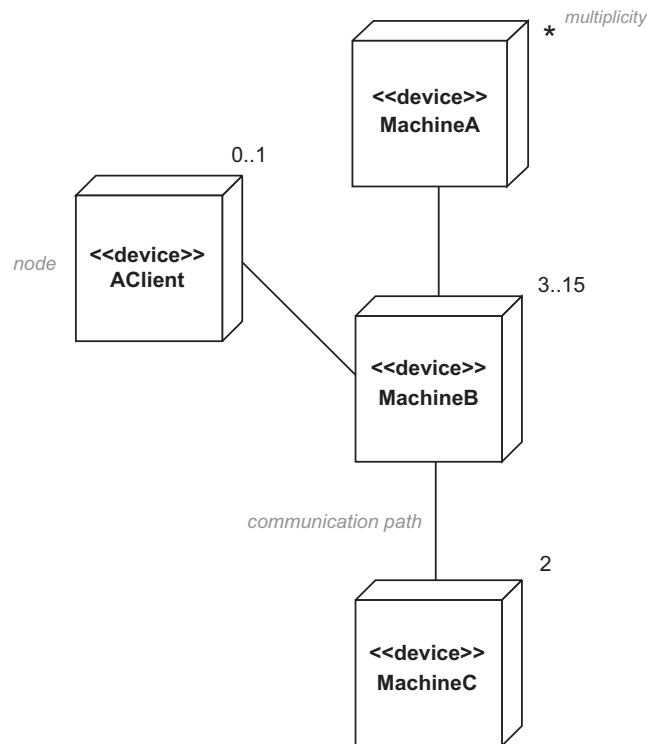 multiplicity
*
<<device>>
MachineA
0..1
node
<<device>>
AClient
3..15
<<device>>
MachineB
communication path
2
<<device>>
MachineC